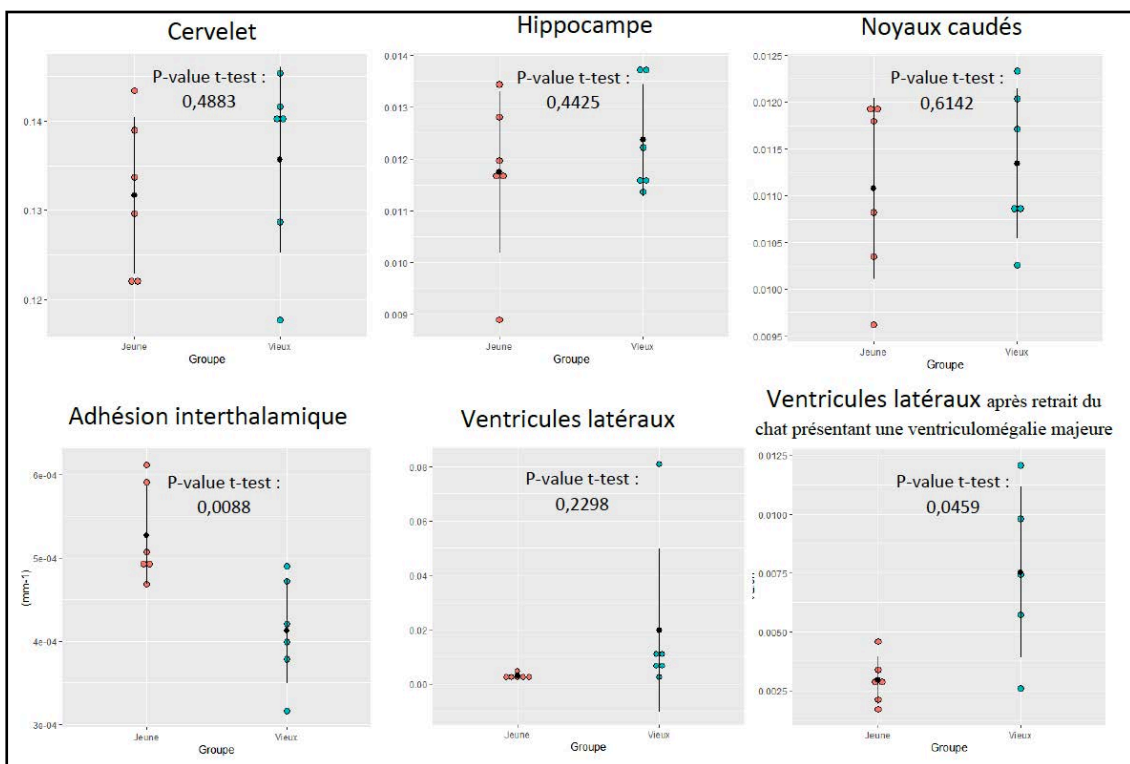 Cervelet
P-value t-test :
0,4883
0.14
0.13
0.12
Jeune
Vieux
Groupe
Hippocampe
P-value t-test :
0,4425
0.014
0.013
0.012
0.011
0.010
0.009
Jeune
Vieux
Groupe
Noyaux caudés
P-value t-test :
0,6142
0.0125
0.0120
0.0115
0.0110
0.0105
0.0100
0.0095
Jeune
Vieux
Groupe
Adhésion interthalamique
P-value t-test :
0,0088
6e-04
5e-04
4e-04
3e-04
(mm-1)
Jeune
Vieux
Groupe
Ventricules latéraux
P-value t-test :
0,2298
0.08
0.06
0.04
0.02
0.00
Jeune
Vieux
Groupe
Ventricules latéraux après retrait du
chat présentant une ventriculomégalie majeure
P-value t-test :
0,0459
0.0125
0.0100
0.0075
0.0050
0.0025
Jeune
Vieux
Groupe